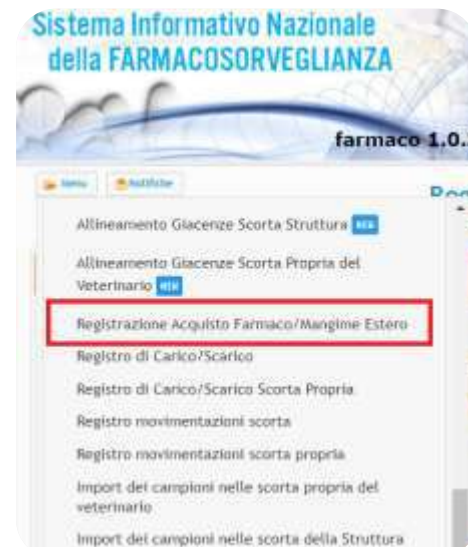 Sistema Informativo Nazionale
della FARMACOSORVEGLIANZA
farmaco 1.0.
Menu
Notifiche
Allineamento Giacenze Scorta Struttura NEW
Allineamento Giacenze Scorta Propria del
Veterinario NEW
Registrazione Acquisto Farmaco/Mangime Estero
Registro di Carico/Scarico
Registro di Carico/Scarico Scorta Propria
Registro movimentazioni scorta
Registro movimentazioni scorta propria
Import dei campioni nelle scorta propria del
veterinario
Import dei campioni nelle scorta della Struttura